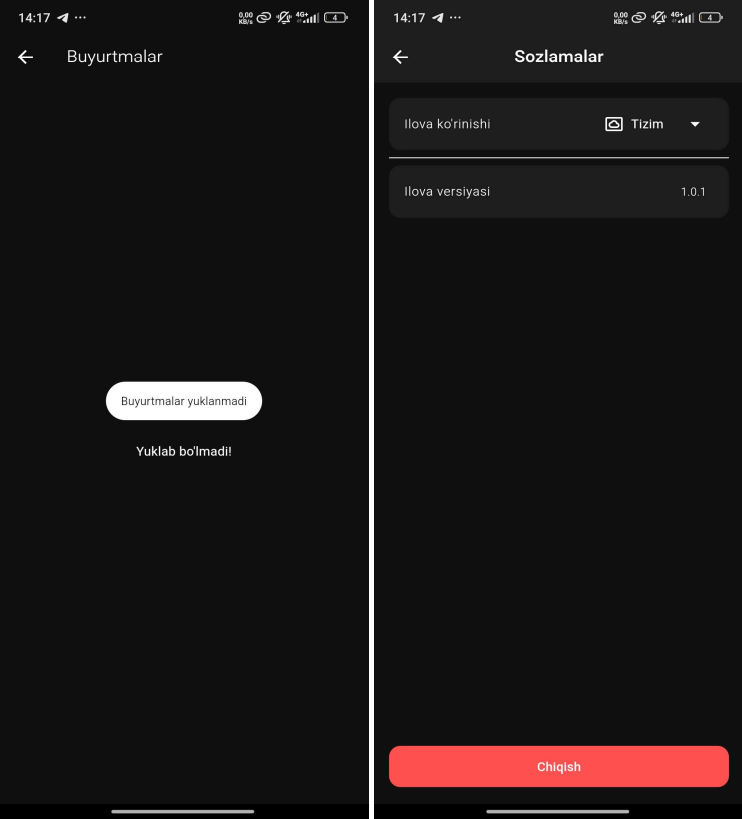 14:17 ...
0,00 KB/s 4G+ 4
Buyurtmalar
Buyurtmalar yuklanmadi
Yuklab bo'lmadi!
14:17 ...
0,00 KB/s 4G+ 4
Sozlamalar
Ilova ko'rinishi Tizim
Ilova versiyasi 1.0.1
Chiqish